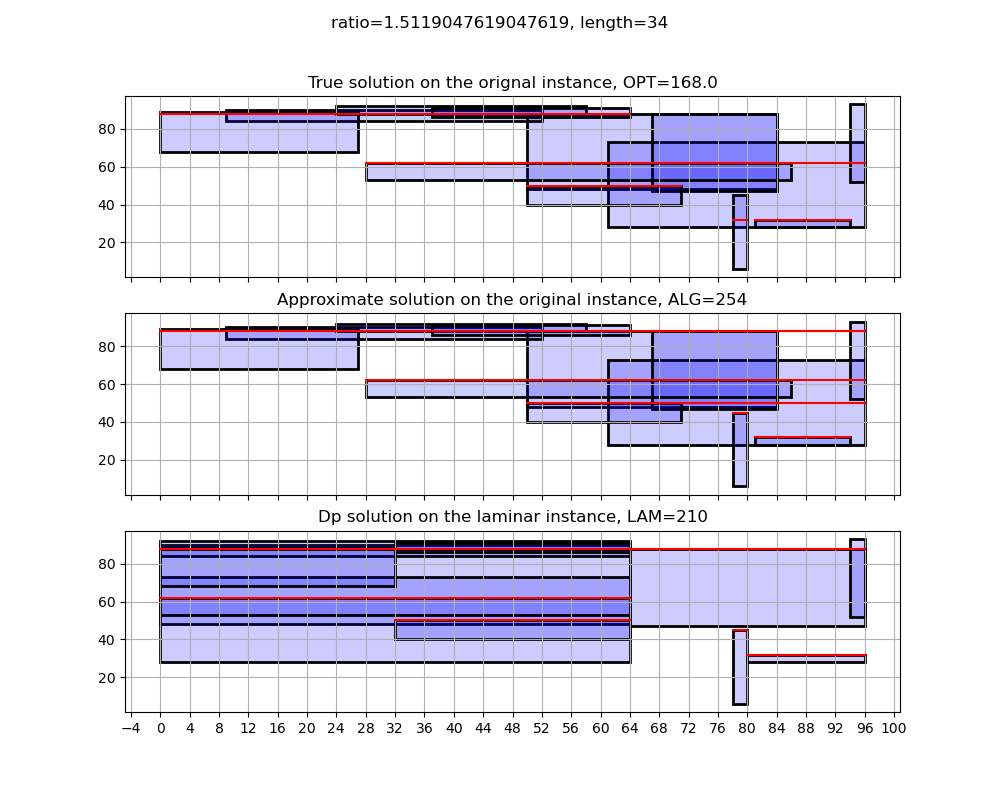 ratio=1.5119047619047619, length=34
True solution on the orignal instance, OPT=168.0
80
60
40
20
Approximate solution on the original instance, ALG=254
80
60
40
20
Dp solution on the laminar instance, LAM=210
80
60
40
20
−4 0 4 8 12 16 20 24 28 32 36 40 44 48 52 56 60 64 68 72 76 80 84 88 92 96 100